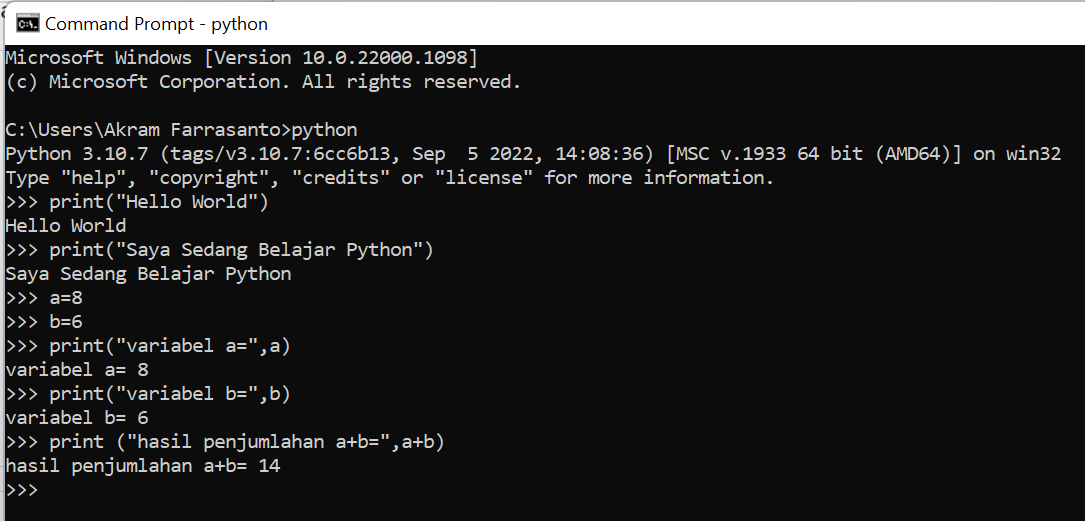 Command Prompt - python
Microsoft Windows [Version 10.0.22000.1098]
(c) Microsoft Corporation. All rights reserved.
C:\Users\Akram Farrasanto>python
Python 3.10.7 (tags/v3.10.7:6cc6b13, Sep  5 2022, 14:08:36) [MSC v.1933 64 bit (AMD64)] on win32
Type "help", "copyright", "credits" or "license" for more information.
>>> print("Hello World")
Hello World
>>> print("Saya Sedang Belajar Python")
Saya Sedang Belajar Python
>>> a=8
>>> b=6
>>> print("variabel a=",a)
variabel a= 8
>>> print("variabel b=",b)
variabel b= 6
>>> print ("hasil penjumlahan a+b=",a+b)
hasil penjumlahan a+b= 14
>>>